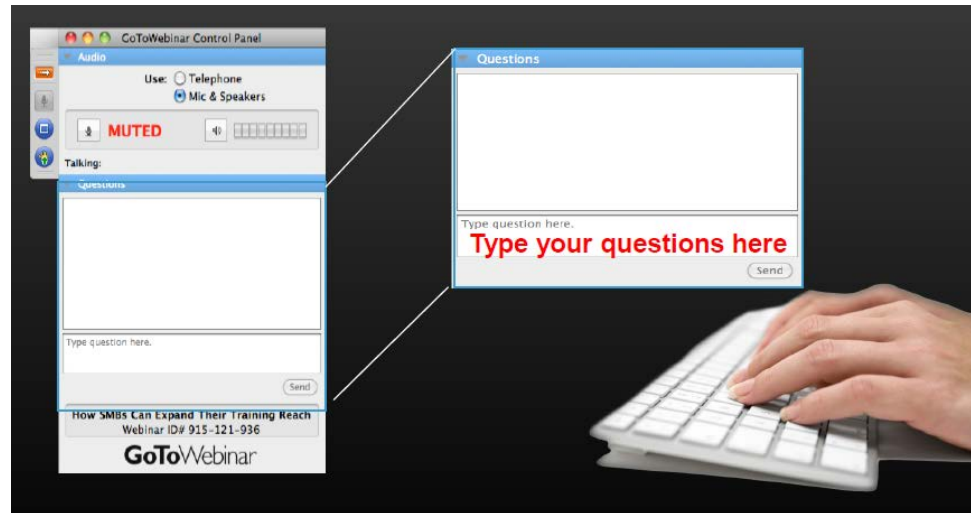 GoToWebinar Control Panel
Audio
Use: Telephone
Mic & Speakers
MUTED
Talking:
Questions
Type question here.
Send
How SMBs Can Expand Their Training Reach
Webinar ID# 915-121-936
GoToWebinar
Questions
Type question here.
Type your questions here
Send